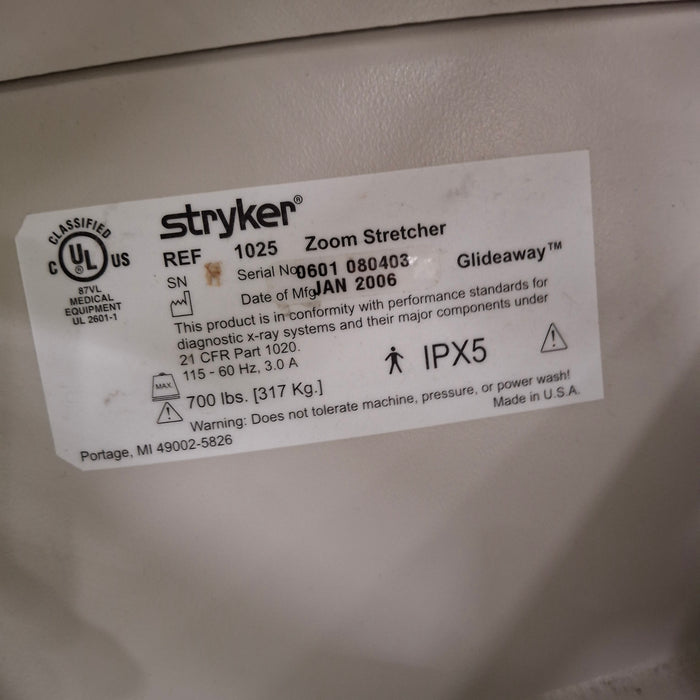 CLASSIFIED
C UL® US
87VL
MEDICAL
EQUIPMENT
UL 2601-1
stryker®
REF 1025 Zoom Stretcher
SN Serial No 0601 080403 Glideaway™
Date of Mfg JAN 2006
This product is in conformity with performance standards for
diagnostic x-ray systems and their major components under
21 CFR Part 1020.
115 - 60 Hz, 3.0 A
IPX5
MAX
700 lbs. [317 Kg.]
Warning: Does not tolerate machine, pressure, or power wash!
Portage, MI 49002-5826
Made in U.S.A.